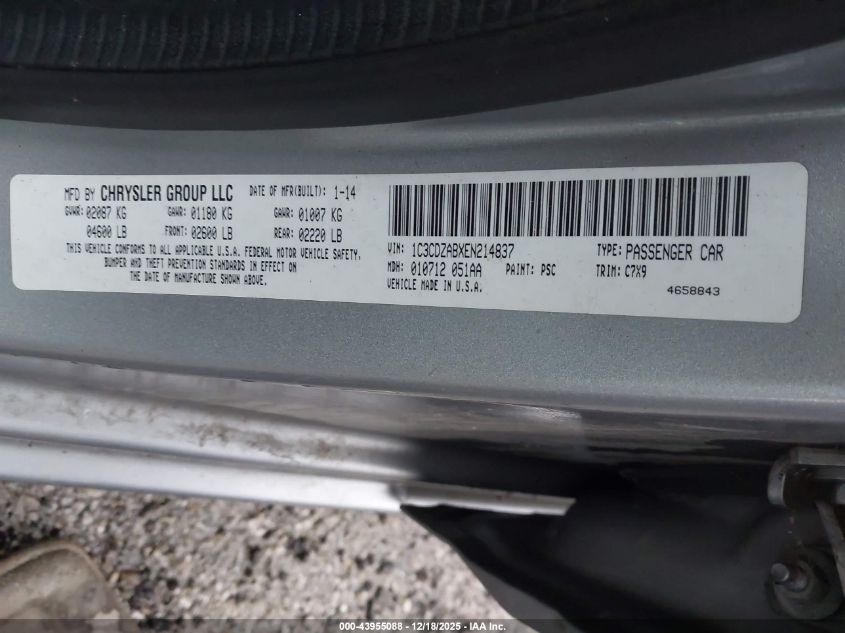 MFD BY CHRYSLER GROUP LLC DATE OF MFR(BUILT): 1-14
GVWR: 02087 KG GAWR: 01180 KG GAWR: 01007 KG
04600 LB FRONT: 02600 LB REAR: 02220 LB
THIS VEHICLE CONFORMS TO ALL APPLICABLE U.S.A. FEDERAL MOTOR VEHICLE SAFETY,
BUMPER AND THEFT PREVENTION STANDARDS IN EFFECT ON
THE DATE OF MANUFACTURE SHOWN ABOVE.
VIN: 1C3CDZABXEN214837 TYPE: PASSENGER CAR
MDH: 010712 051AA PAINT: PSC TRIM: C7X9
VEHICLE MADE IN U.S.A. 4658843
000-43955088 - 12/18/2025 - IAA Inc.